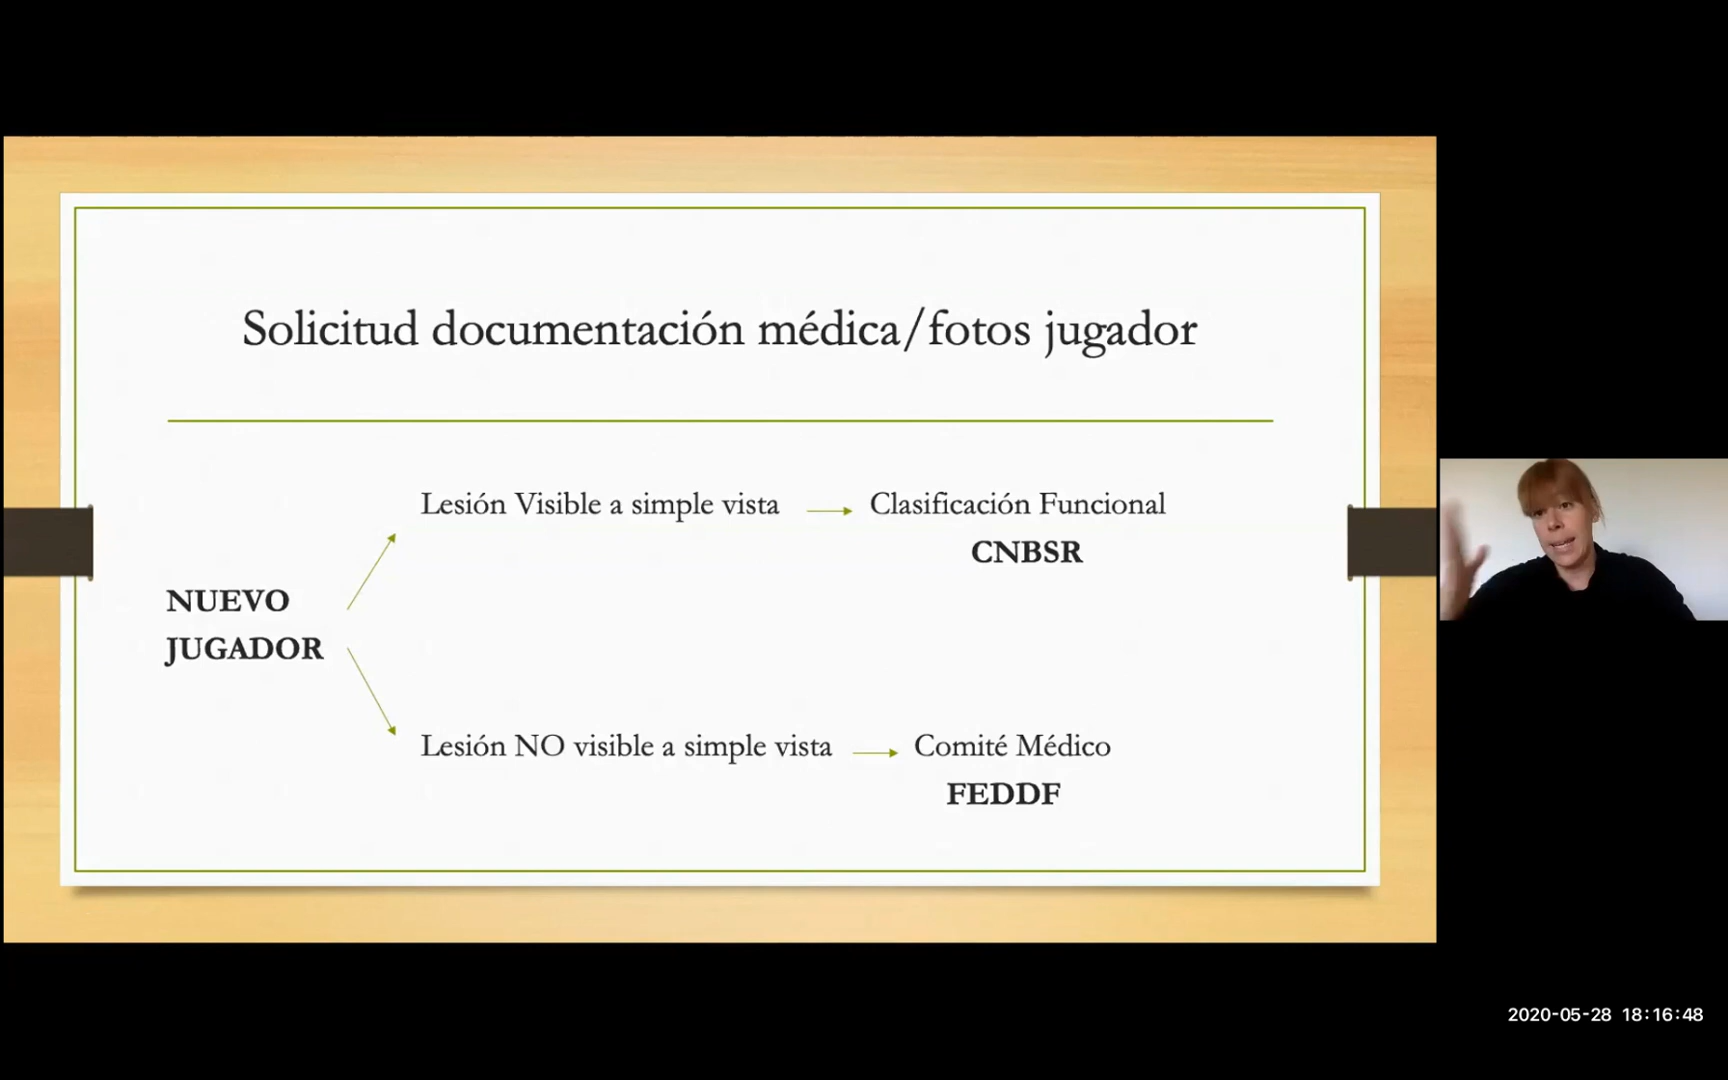 Solicitud documentación médica/fotos jugador
Lesión Visible a simple vista
Clasificación Funcional
CNBSR
NUEVO
JUGADOR
Lesión NO visible a simple vista
Comité Médico
FEDDF
2020-05-28 18:16:48